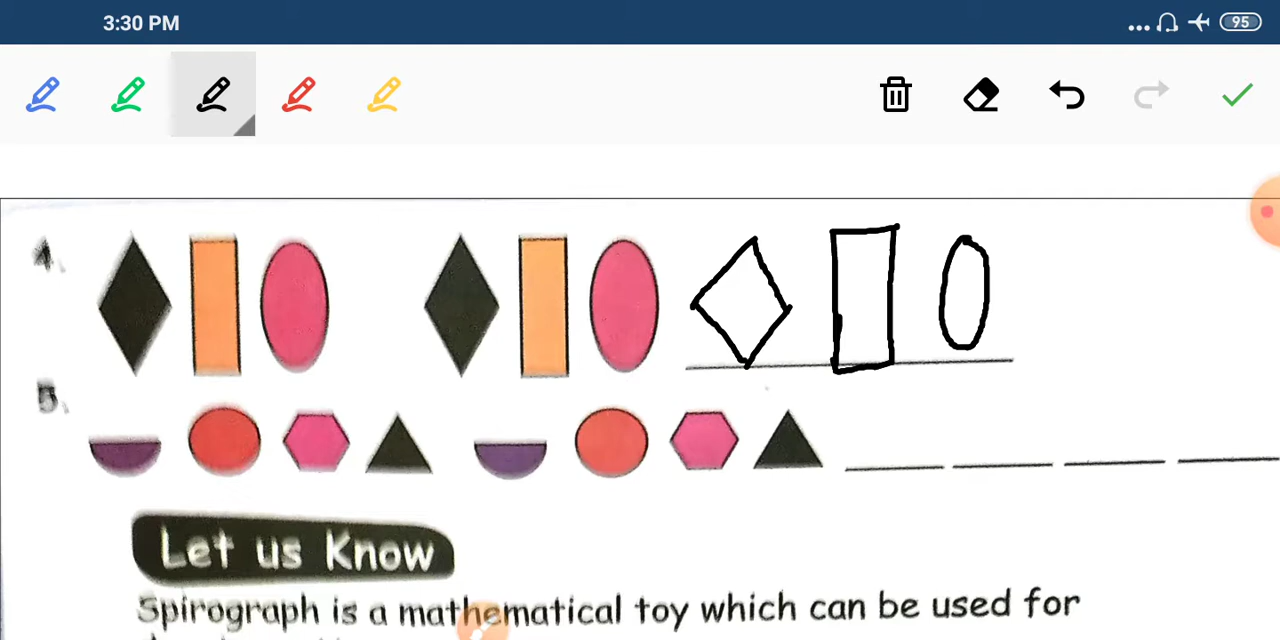 3:30 PM
95
4.
5.
Let us Know
Spirograph is a mathematical toy which can be used for